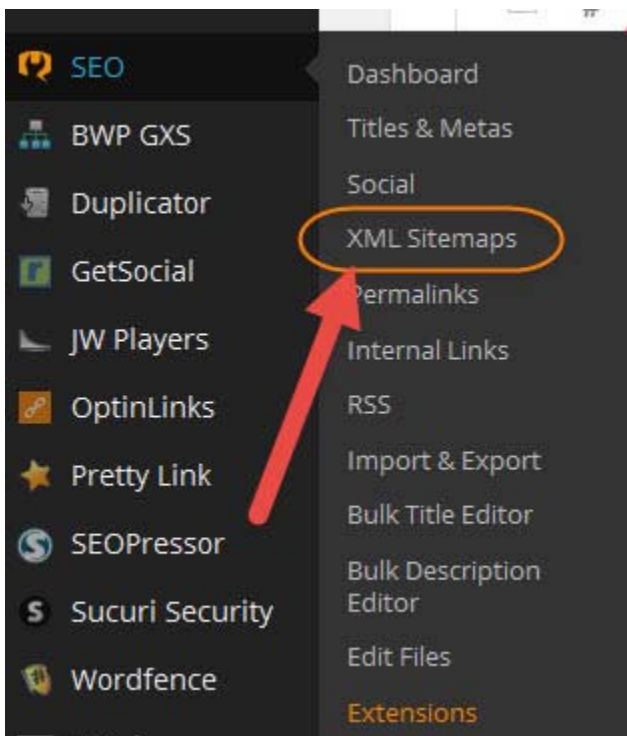 SEO
BWP GXS
Duplicator
GetSocial
JW Players
OptinLinks
Pretty Link
SEOPressor
Sucuri Security
Wordfence
Dashboard
Titles & Metas
Social
XML Sitemaps
Permalinks
Internal Links
RSS
Import & Export
Bulk Title Editor
Bulk Description
Editor
Edit Files
Extensions